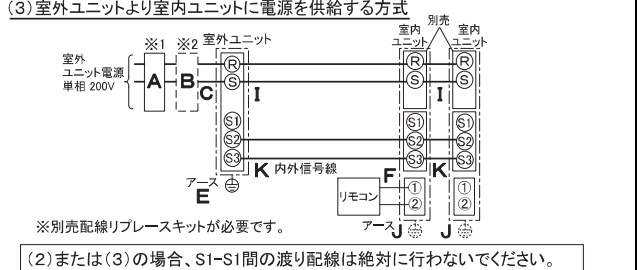 (3)室外ユニットより室内ユニットに電源を供給する方式
※1 ※2 室外ユニット
別売
室内
ユニット
室内
ユニット
室外
ユニット電源
単相 200V
A B C
R
S
I
R
S
I
R
S
S1
S2
S3
S1
S2
S3
S1
S2
S3
K 内外信号線
K
アース
E
F
リモコン
①
②
①
②
アース J
J
※別売配線リプレースキットが必要です。
(2)または(3)の場合、S1-S1間の渡り配線は絶対に行わないでください。